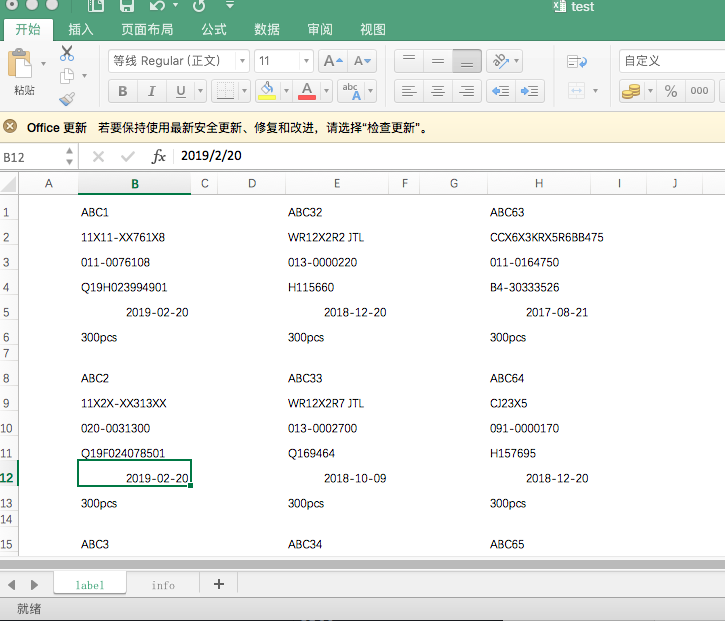 test
开始 插入 页面布局 公式 数据 审阅 视图
粘贴
等线 Regular (正文) 11 A A
B I U A abc A
自定义
% 000
Office 更新 若要保持使用最新安全更新、修复和改进，请选择“检查更新”。
B12 fx 2019/2/20
A B C D E F G H I J
1 ABC1 ABC32 ABC63
2 11X11-XX761X8 WR12X2R2 JTL CCX6X3KRX5R6BB475
3 011-0076108 013-0000220 011-0164750
4 Q19H023994901 H115660 B4-30333526
5 2019-02-20 2018-12-20 2017-08-21
6 300pcs 300pcs 300pcs
7
8 ABC2 ABC33 ABC64
9 11X2X-XX313XX WR12X2R7 JTL CJ23X5
10 020-0031300 013-0002700 091-0000170
11 Q19F024078501 Q169464 H157695
12 2019-02-20 2018-10-09 2018-12-20
13 300pcs 300pcs 300pcs
14
15 ABC3 ABC34 ABC65
label info +
就绪